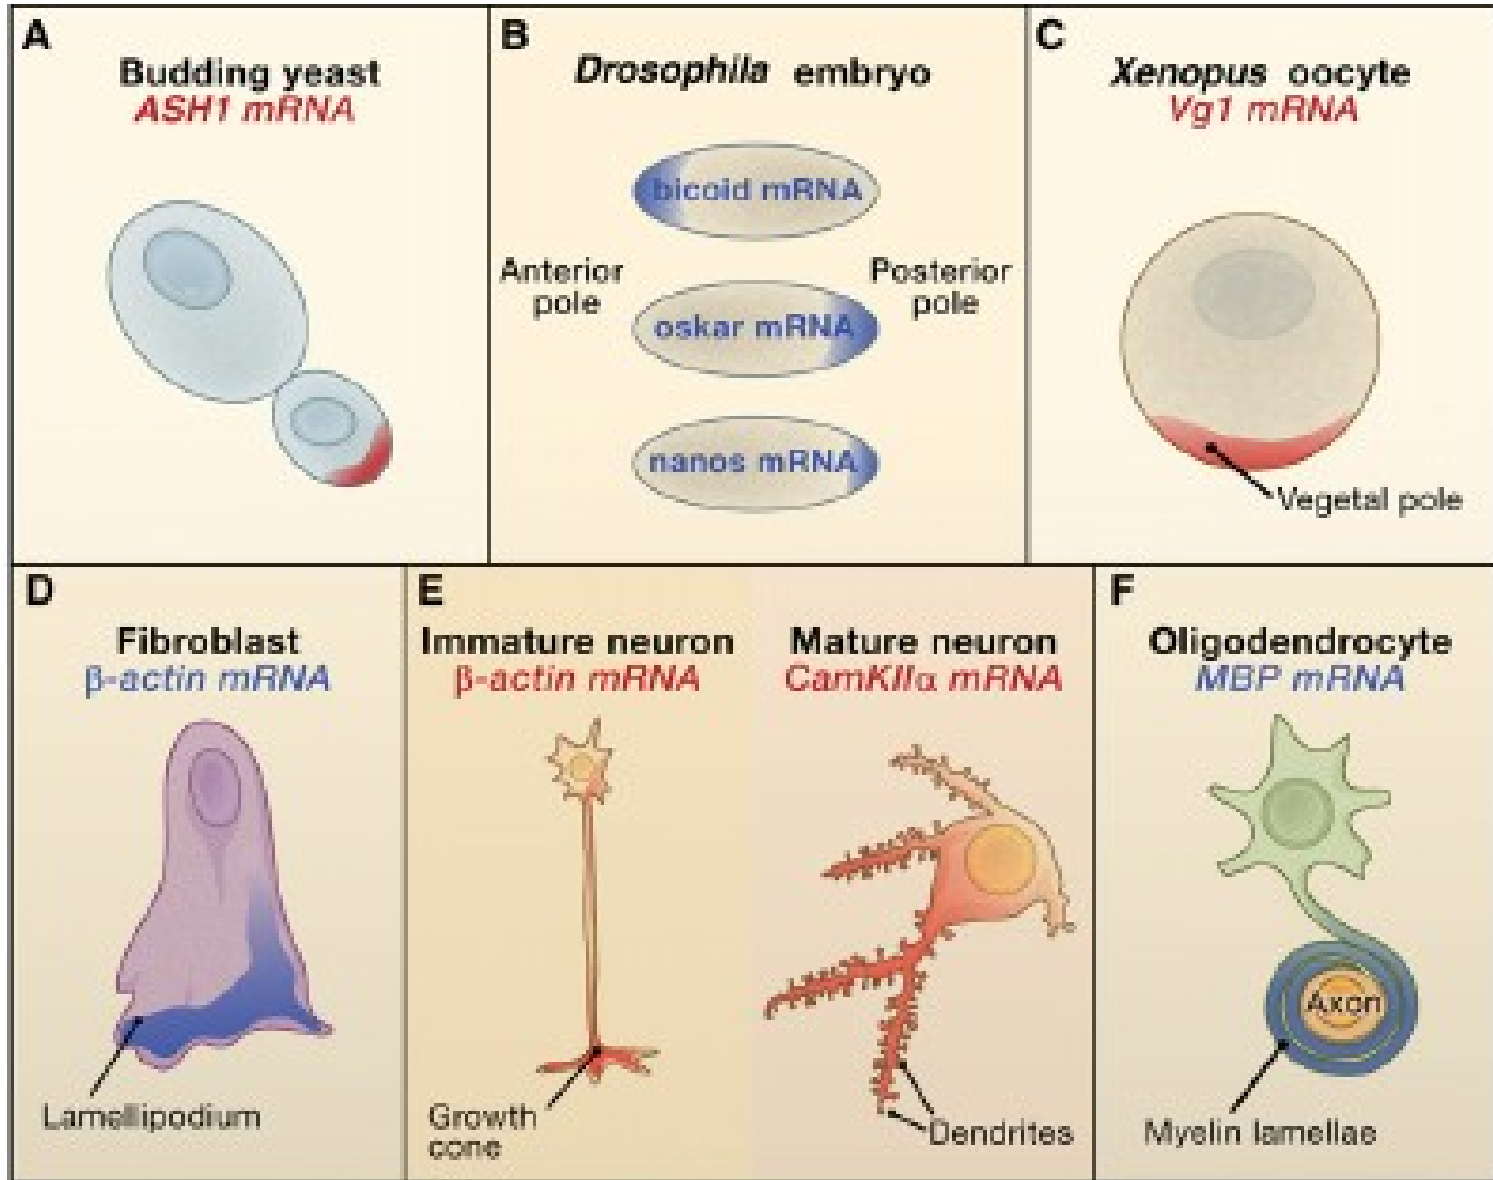 A
Budding yeast
ASH1 mRNA
B
Drosophila embryo
bicoid mRNA
Anterior
pole
Posterior
pole
oskar mRNA
nanos mRNA
C
Xenopus oocyte
Vg1 mRNA
Vegetal pole
D
Fibroblast
β-actin mRNA
Lamellipodium
E
Immature neuron
β-actin mRNA
Growth
cone
Mature neuron
CamKIIα mRNA
Dendrites
F
Oligodendrocyte
MBP mRNA
Axon
Myelin lamellae